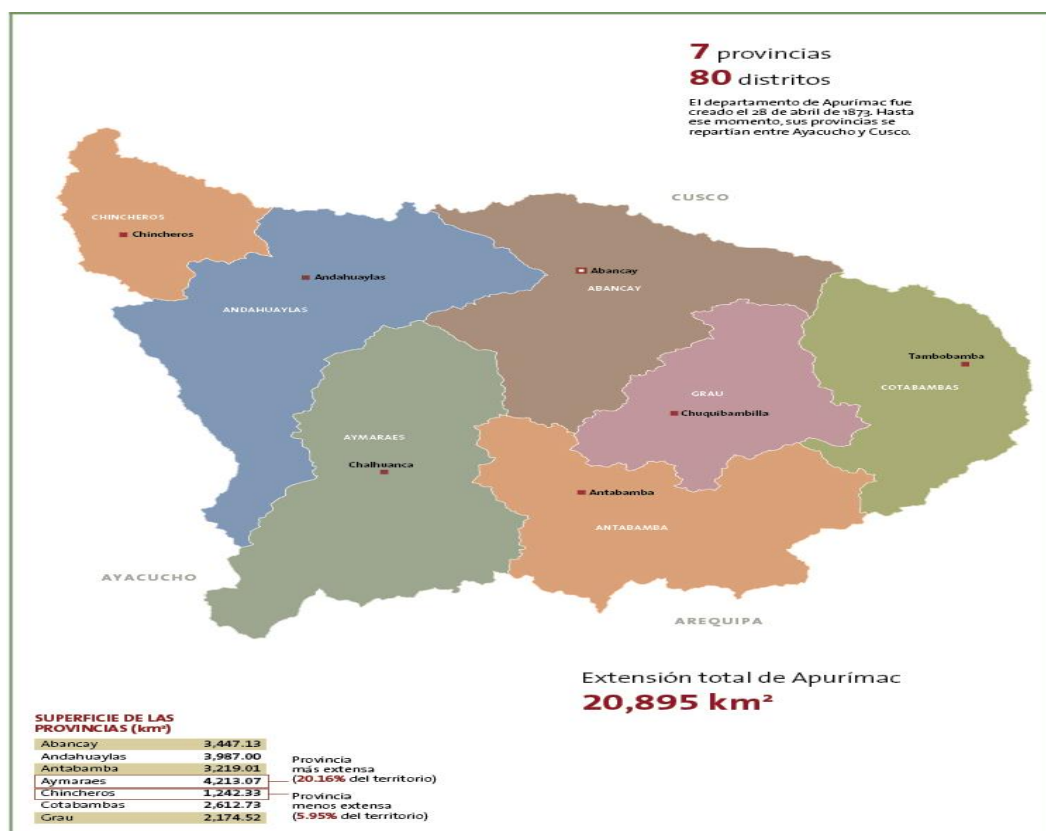 7 provincias
80 distritos
El departamento de Apurímac fue
creado el 28 de abril de 1873. Hasta
ese momento, sus provincias se
repartían entre Ayacucho y Cusco.
CUSCO
CHINCHEROS
Chincheros
Andahuaylas
ANDAHUAYLAS
Abancay
ABANCAY
Tambobamba
COTABAMBAS
GRAU
Chuquibambilla
AYMARAES
Chalhuanca
Antabamba
ANTABAMBA
AYACUCHO
AREQUIPA
Extensión total de Apurímac
20,895 km²
SUPERFICIE DE LAS
PROVINCIAS (km²)
Abancay 3,447.13
Andahuaylas 3,987.00
Antabamba 3,219.01
Aymaraes 4,213.07
Chincheros 1,242.33
Cotabambas 2,612.73
Grau 2,174.52
Provincia
más extensa
(20.16% del territorio)
Provincia
menos extensa
(5.95% del territorio)